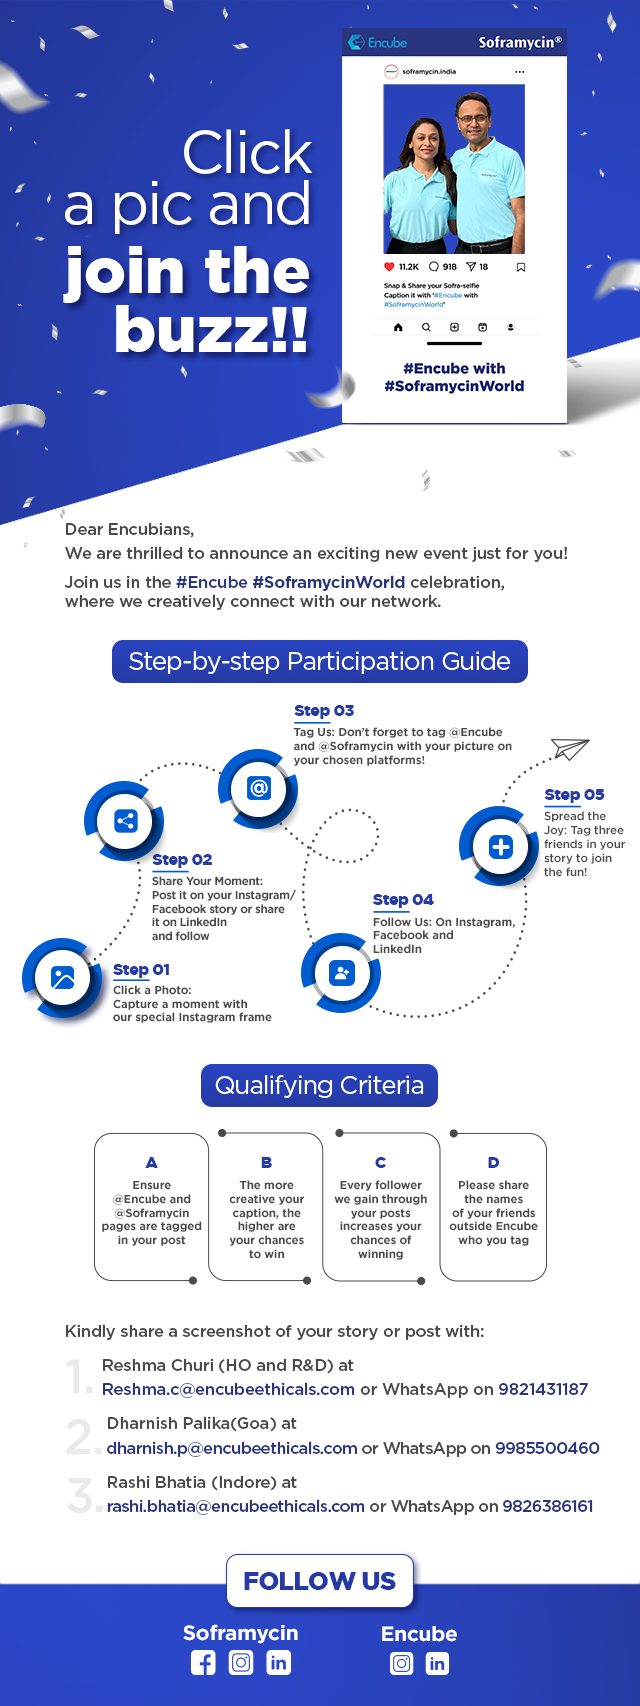 Encube
Soframycin®
soframycin.india
Click
a pic and
join the
buzz!!
11.2K 918 18
Snap & Share your Sofra-selfie
Caption it with '#Encube with
#SoframycinWorld'
#Encube with
#SoframycinWorld
Dear Encubians,
We are thrilled to announce an exciting new event just for you!
Join us in the #Encube #SoframycinWorld celebration,
where we creatively connect with our network.
Step-by-step Participation Guide
Step 01
Click a Photo:
Capture a moment with
our special Instagram frame
Step 02
Share Your Moment:
Post it on your Instagram/
Facebook story or share
it on LinkedIn
and follow
Step 03
Tag Us: Don't forget to tag @Encube
and @Soframycin with your picture on
your chosen platforms!
Step 04
Follow Us: On Instagram,
Facebook and
LinkedIn
Step 05
Spread the
Joy: Tag three
friends in your
story to join
the fun!
Qualifying Criteria
A
Ensure
@Encube and
@Soframycin
pages are tagged
in your post
B
The more
creative your
caption, the
higher are
your chances
to win
C
Every follower
we gain through
your posts
increases your
chances of
winning
D
Please share
the names
of your friends
outside Encube
who you tag
Kindly share a screenshot of your story or post with:
1. Reshma Churi (HO and R&D) at
Reshma.c@encubeethicals.com or WhatsApp on 9821431187
2. Dharnish Palika(Goa) at
dharnish.p@encubeethicals.com or WhatsApp on 9985500460
3. Rashi Bhatia (Indore) at
rashi.bhatia@encubeethicals.com or WhatsApp on 9826386161
FOLLOW US
Soframycin
Encube